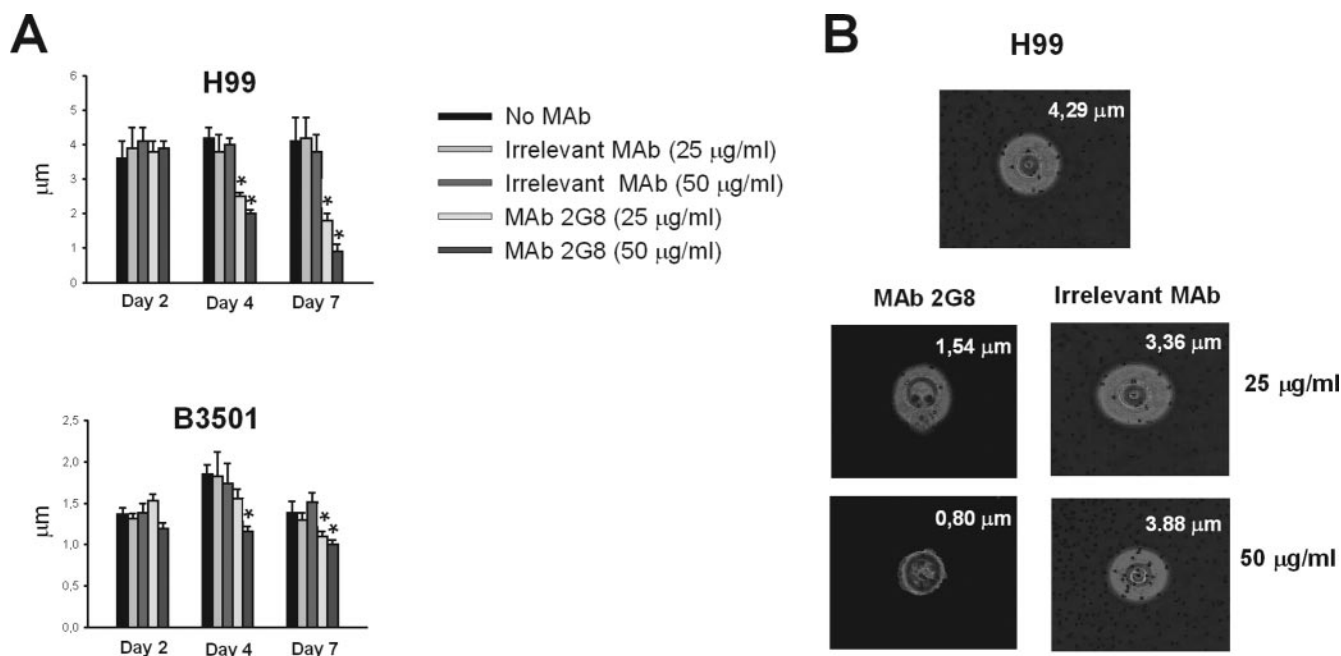 A
H99
6
5
4
3
2
1
0
μm
* * * *
Day 2 Day 4 Day 7
No MAb
Irrelevant MAb (25 μg/ml)
Irrelevant MAb (50 μg/ml)
MAb 2G8 (25 μg/ml)
MAb 2G8 (50 μg/ml)
B3501
2,5
2,0
1,5
1,0
0,5
0,0
μm
* * *
Day 2 Day 4 Day 7
B
H99
4,29 μm
MAb 2G8 Irrelevant MAb
1,54 μm 3,36 μm 25 μg/ml
0,80 μm 3.88 μm 50 μg/ml